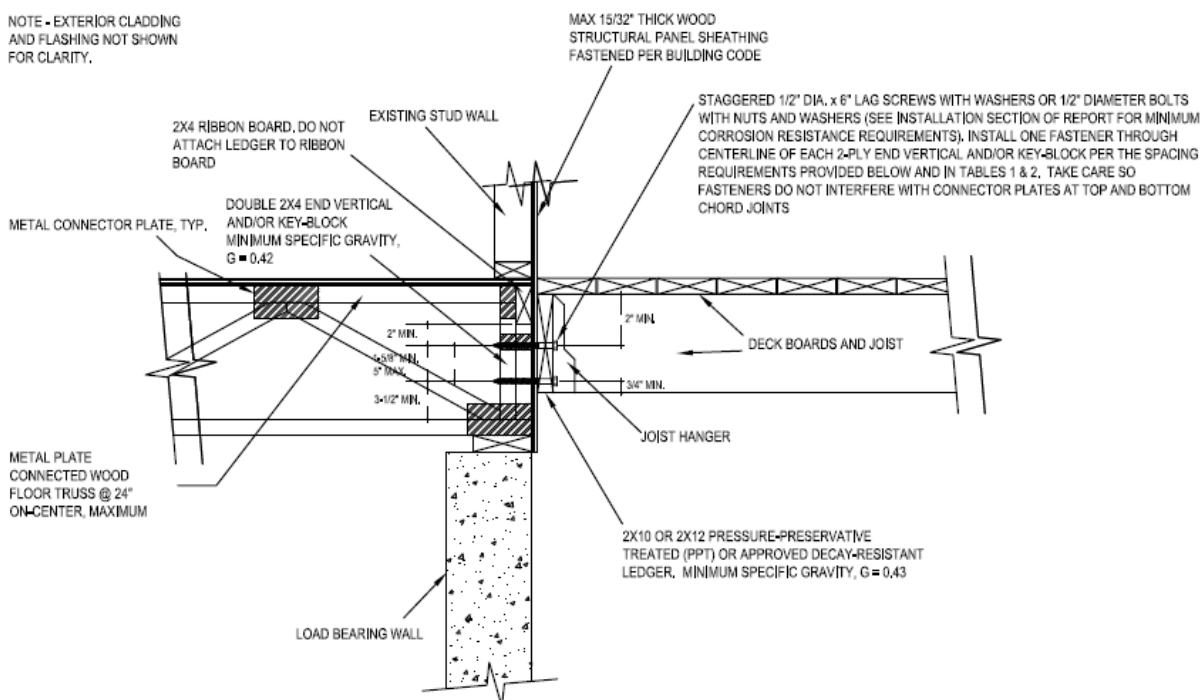 NOTE - EXTERIOR CLADDING
AND FLASHING NOT SHOWN
FOR CLARITY.
MAX 15/32" THICK WOOD
STRUCTURAL PANEL SHEATHING
FASTENED PER BUILDING CODE
STAGGERED 1/2" DIA. x 6" LAG SCREWS WITH WASHERS OR 1/2" DIAMETER BOLTS
WITH NUTS AND WASHERS (SEE INSTALLATION SECTION OF REPORT FOR MINIMUM
CORROSION RESISTANCE REQUIREMENTS). INSTALL ONE FASTENER THROUGH
CENTERLINE OF EACH 2-PLY END VERTICAL AND/OR KEY-BLOCK PER THE SPACING
REQUIREMENTS PROVIDED BELOW AND IN TABLES 1 & 2. TAKE CARE SO
FASTENERS DO NOT INTERFERE WITH CONNECTOR PLATES AT TOP AND BOTTOM
CHORD JOINTS
EXISTING STUD WALL
2X4 RIBBON BOARD, DO NOT
ATTACH LEDGER TO RIBBON
BOARD
DOUBLE 2X4 END VERTICAL
AND/OR KEY-BLOCK
MINIMUM SPECIFIC GRAVITY,
G = 0.42
METAL CONNECTOR PLATE, TYP.
2" MIN.
1-5/8" MIN.
5" MAX.
3-1/2" MIN.
2" MIN.
DECK BOARDS AND JOIST
3/4" MIN.
JOIST HANGER
METAL PLATE
CONNECTED WOOD
FLOOR TRUSS @ 24"
ON-CENTER, MAXIMUM
2X10 OR 2X12 PRESSURE-PRESERVATIVE
TREATED (PPT) OR APPROVED DECAY-RESISTANT
LEDGER, MINIMUM SPECIFIC GRAVITY, G = 0.43
LOAD BEARING WALL